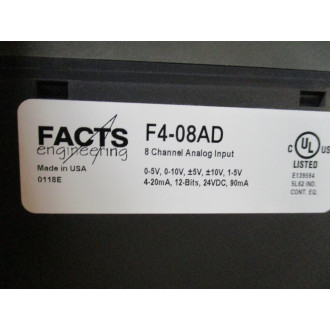 FACTS
engineering
Made in USA
0118E
F4-08AD
8 Channel Analog Input
0-5V, 0-10V, ±5V, ±10V, 1-5V
4-20mA, 12-Bits, 24VDC, 90mA
C UL US
LISTED
E139594
5L62 IND.
CONT. EQ.